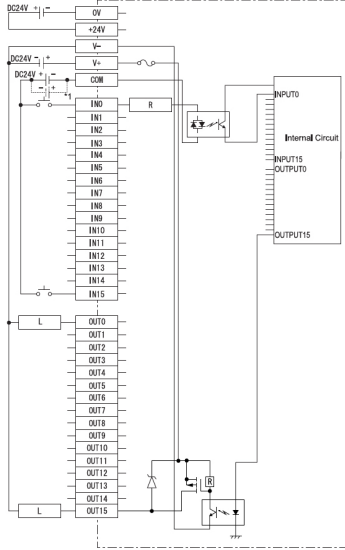 DC24V + −
0V
+24V
V−
DC24V − +
V+
DC24V + −
COM
− +
*1
IN0
R
IN1
IN2
IN3
IN4
IN5
IN6
IN7
IN8
IN9
IN10
IN11
IN12
IN13
IN14
IN15
INPUT0
Internal Circuit
INPUT15
OUTPUT0
OUTPUT15
L
OUT0
OUT1
OUT2
OUT3
OUT4
OUT5
OUT6
OUT7
OUT8
OUT9
OUT10
OUT11
OUT12
OUT13
OUT14
L
OUT15
R